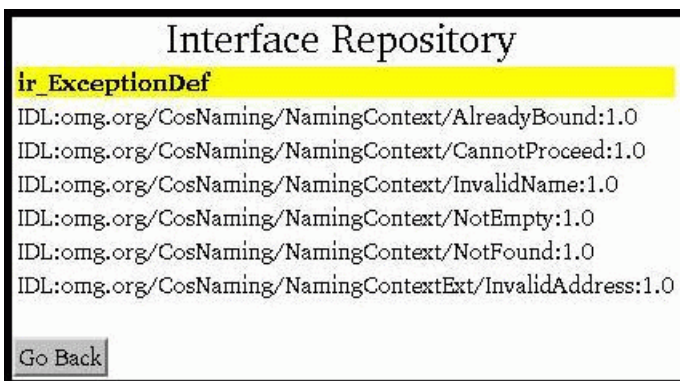 Interface Repository
ir_ExceptionDef
IDL:omg.org/CosNaming/NamingContext/AlreadyBound:1.0
IDL:omg.org/CosNaming/NamingContext/CannotProceed:1.0
IDL:omg.org/CosNaming/NamingContext/InvalidName:1.0
IDL:omg.org/CosNaming/NamingContext/NotEmpty:1.0
IDL:omg.org/CosNaming/NamingContext/NotFound:1.0
IDL:omg.org/CosNaming/NamingContextExt/InvalidAddress:1.0
Go Back